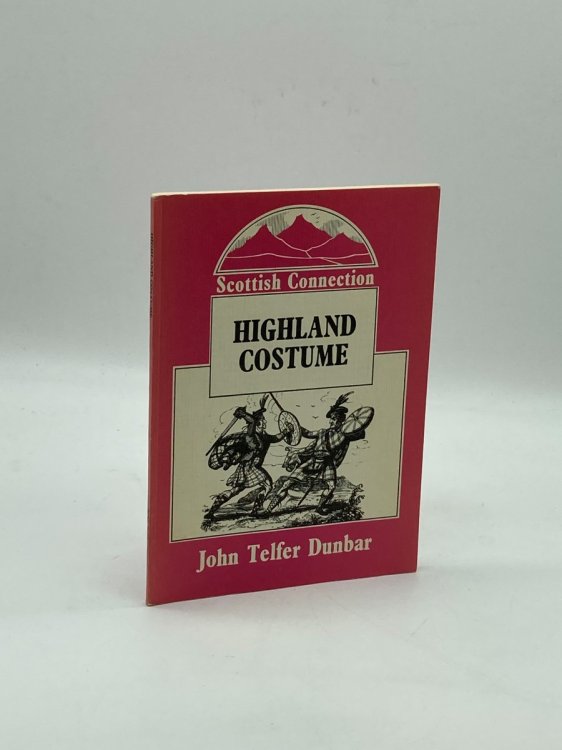 Scottish Connection
HIGHLAND
COSTUME
John Telfer Dunbar